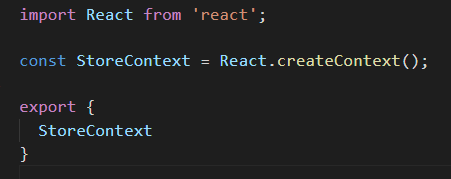 import React from 'react';
const StoreContext = React.createContext();
export {
  StoreContext
}